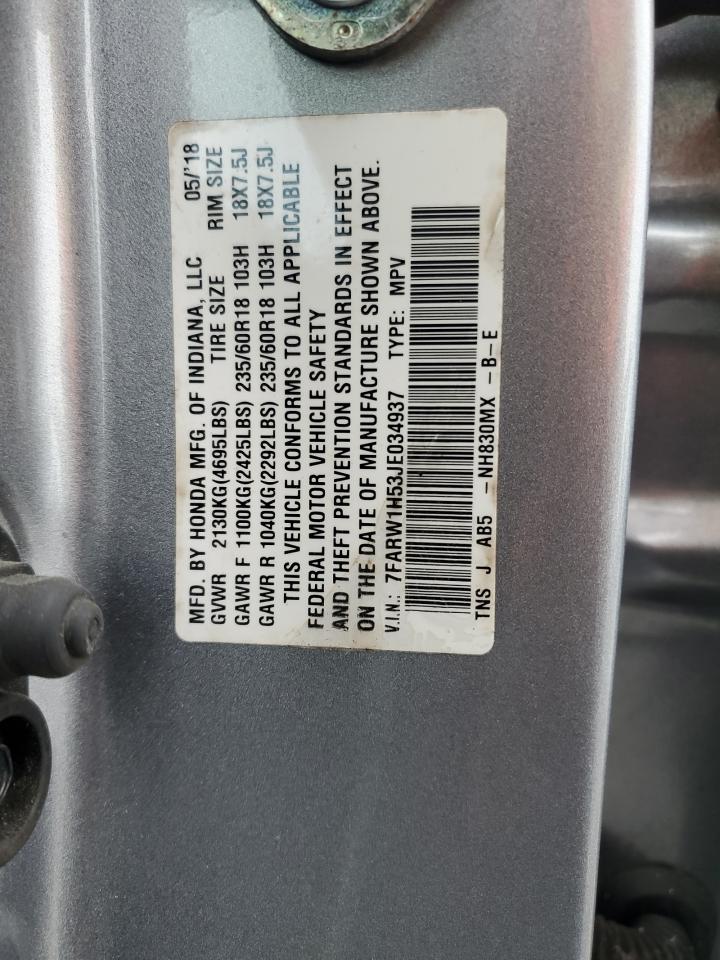 MFD. BY HONDA MFG. OF INDIANA, LLC 05/'18
GVWR 2130KG(4695LBS) TIRE SIZE RIM SIZE
GAWR F 1100KG(2425LBS) 235/60R18 103H 18X7.5J
GAWR R 1040KG(2292LBS) 235/60R18 103H 18X7.5J
THIS VEHICLE CONFORMS TO ALL APPLICABLE
FEDERAL MOTOR VEHICLE SAFETY
AND THEFT PREVENTION STANDARDS IN EFFECT
ON THE DATE OF MANUFACTURE SHOWN ABOVE.
V.I.N.: 7FARW1H53JE034937 TYPE: MPV
TNS J AB5 -NH830MX -B-E